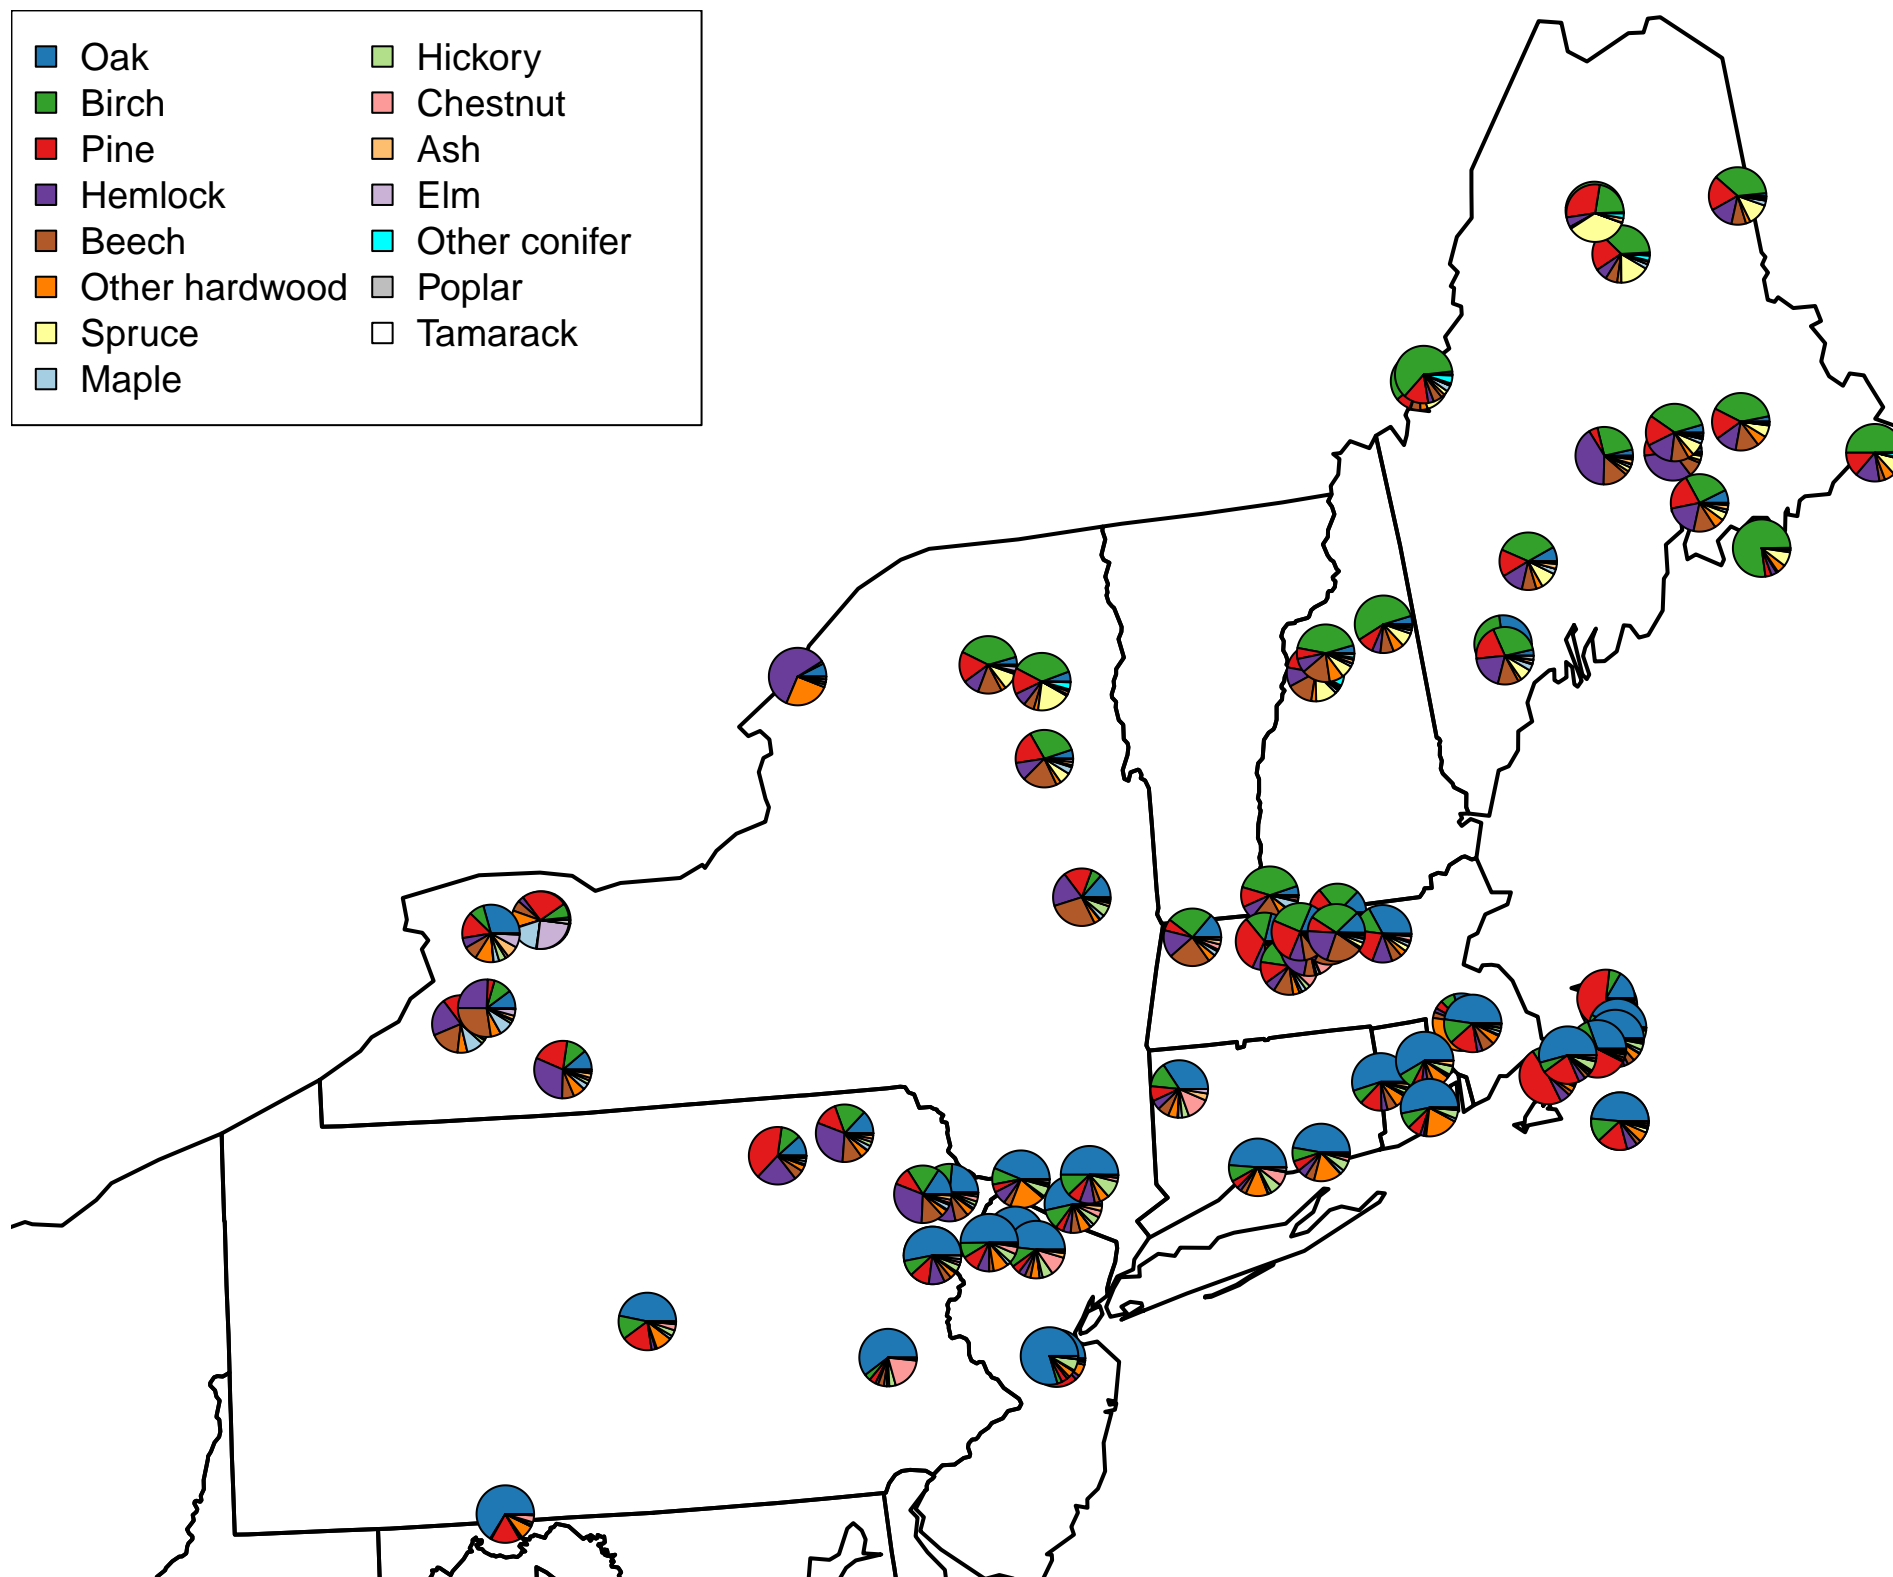 Oak
Birch
Pine
Hemlock
Beech
Other hardwood
Spruce
Maple
Hickory
Chestnut
Ash
Elm
Other conifer
Poplar
Tamarack